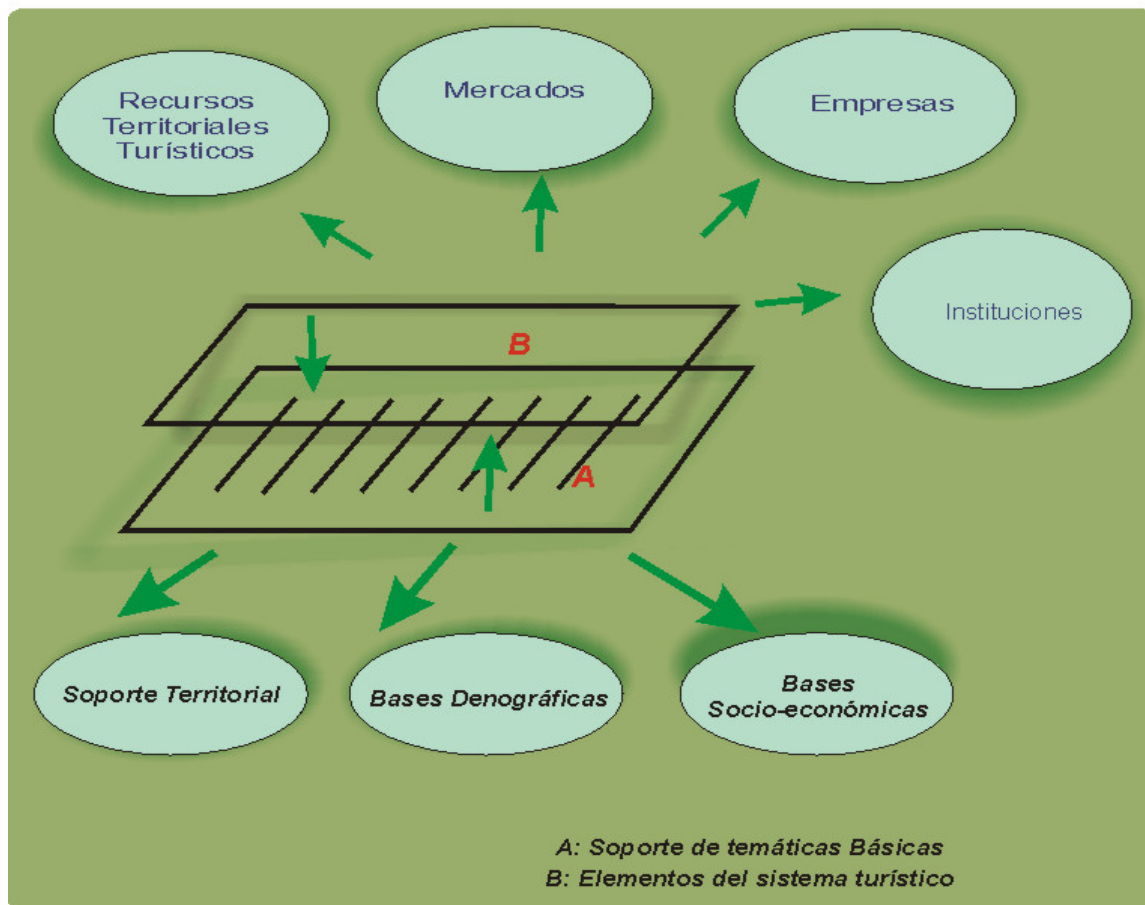 Recursos
Territoriales
Turísticos
Mercados
Empresas
Instituciones
B
A
Soporte Territorial
Bases Denográficas
Bases
Socio-económicas
A: Soporte de temáticas Básicas
B: Elementos del sistema turístico